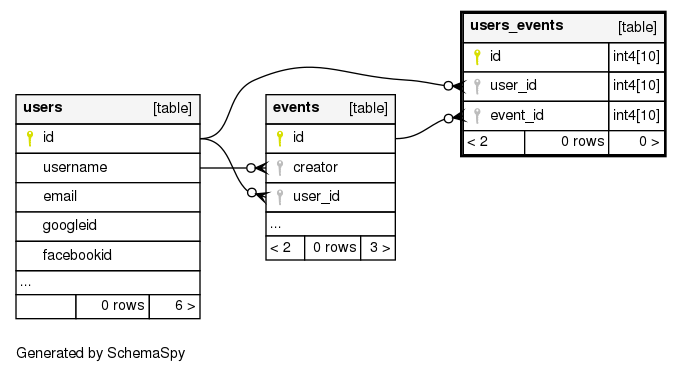 users_events [table]
id int4[10]
user_id int4[10]
event_id int4[10]
< 2 0 rows 0 >
users [table]
id
username
email
googleid
facebookid
...
0 rows 6 >
events [table]
id
creator
user_id
...
< 2 0 rows 3 >
Generated by SchemaSpy